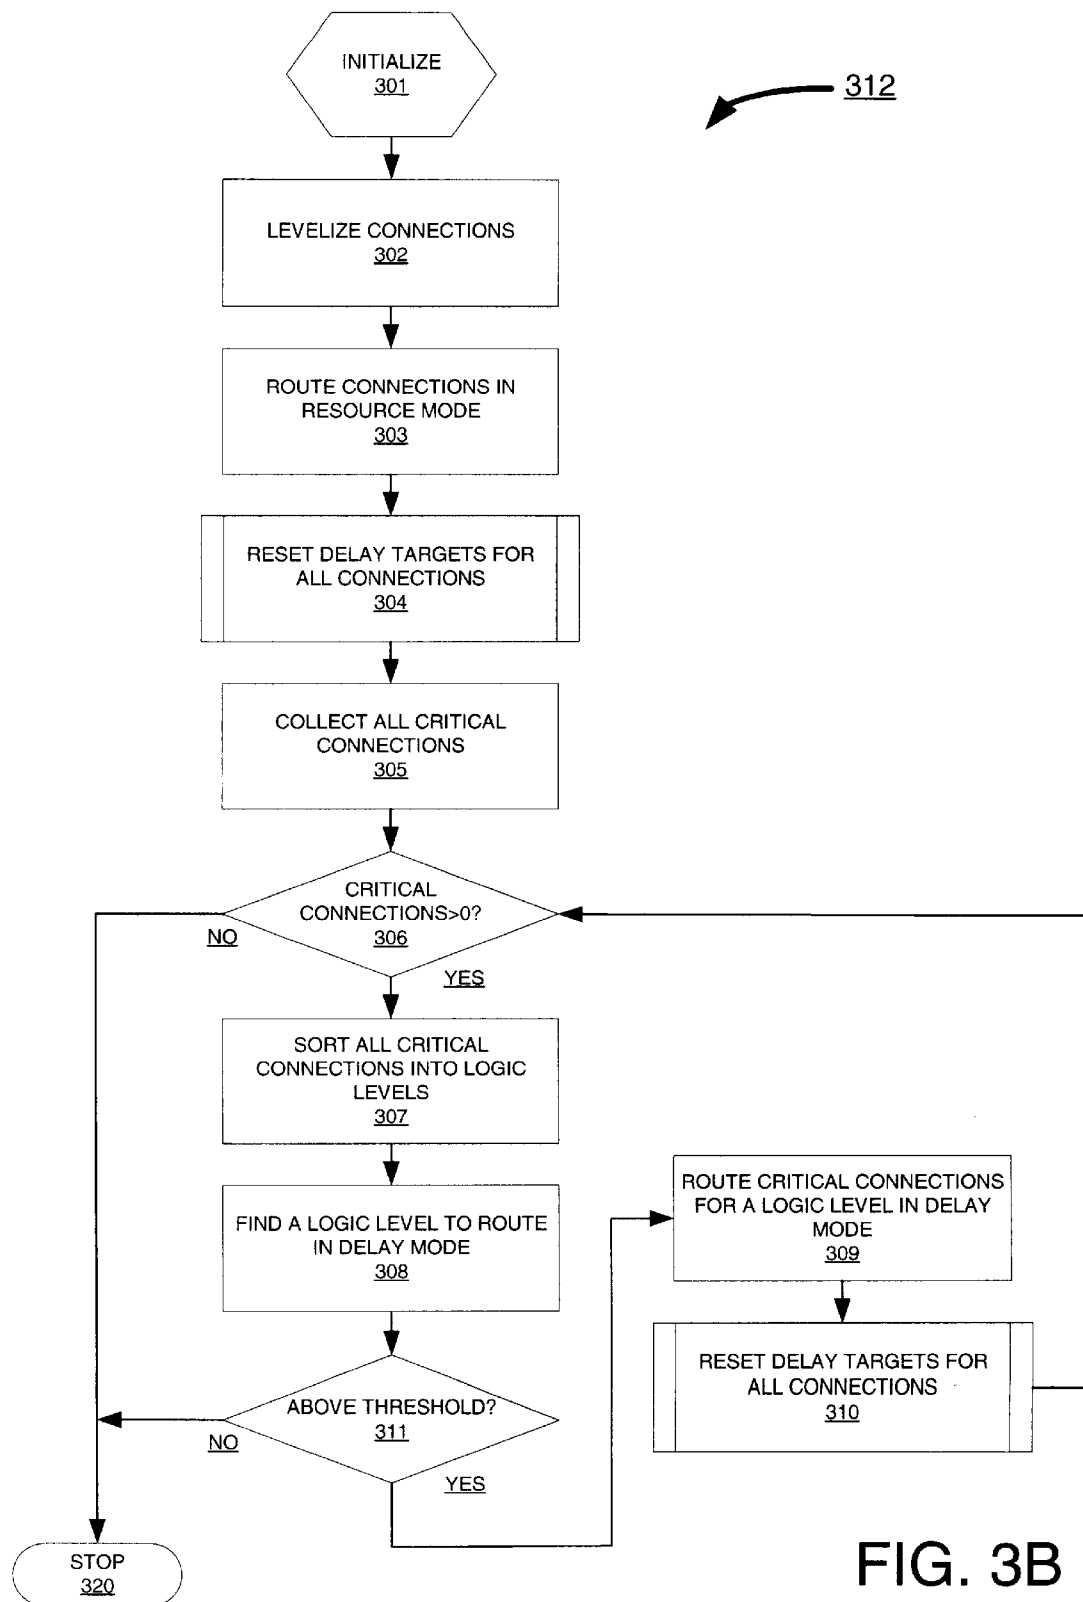 INITIALIZE
301
312
LEVELIZE CONNECTIONS
302
ROUTE CONNECTIONS IN
RESOURCE MODE
303
RESET DELAY TARGETS FOR
ALL CONNECTIONS
304
COLLECT ALL CRITICAL
CONNECTIONS
305
CRITICAL
CONNECTIONS>0?
306
NO
YES
SORT ALL CRITICAL
CONNECTIONS INTO LOGIC
LEVELS
307
FIND A LOGIC LEVEL TO ROUTE
IN DELAY MODE
308
ABOVE THRESHOLD?
311
NO
YES
ROUTE CRITICAL CONNECTIONS
FOR A LOGIC LEVEL IN DELAY
MODE
309
RESET DELAY TARGETS FOR
ALL CONNECTIONS
310
STOP
320
FIG. 3B